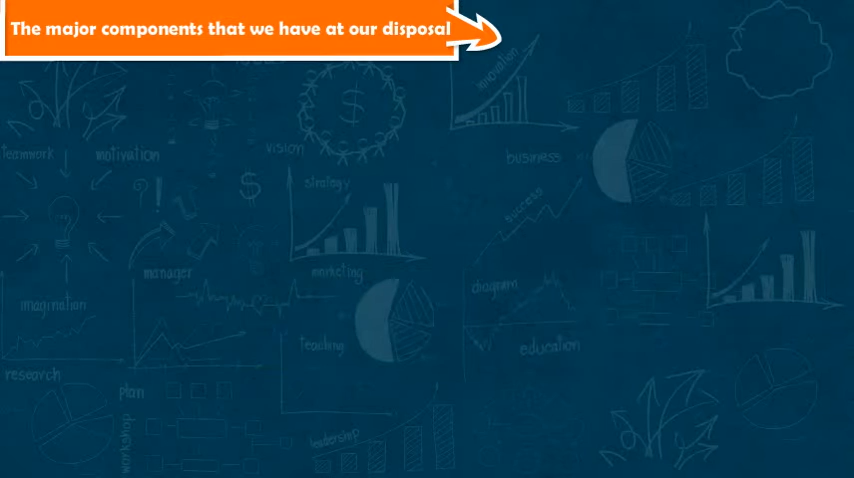 The major components that we have at our disposal
innovation
teamwork
motivation
vision
business
strategy
success
manager
marketing
diagram
imagination
teaching
education
research
plan
workshop
leadership